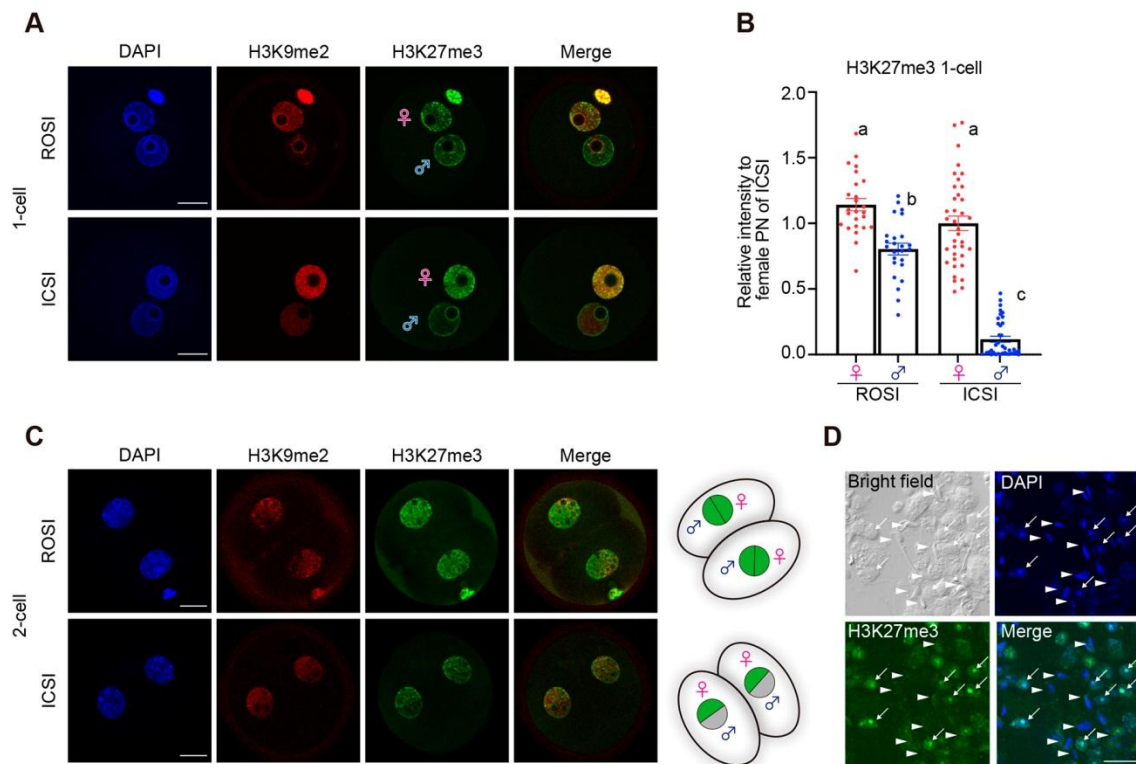 A
DAPI H3K9me2 H3K27me3 Merge
1-cell
ROSI
♀
♂
ICSI
♀
♂
B
H3K27me3 1-cell
Relative intensity to
female PN of ICSI
2.0
1.5
1.0
0.5
0.0
a
b
a
c
♀ ♂ ♀ ♂
ROSI ICSI
C
DAPI H3K9me2 H3K27me3 Merge
2-cell
ROSI
♂ ♀
♂ ♀
ICSI
♀ ♀
♂ ♂
D
Bright field DAPI
H3K27me3 Merge